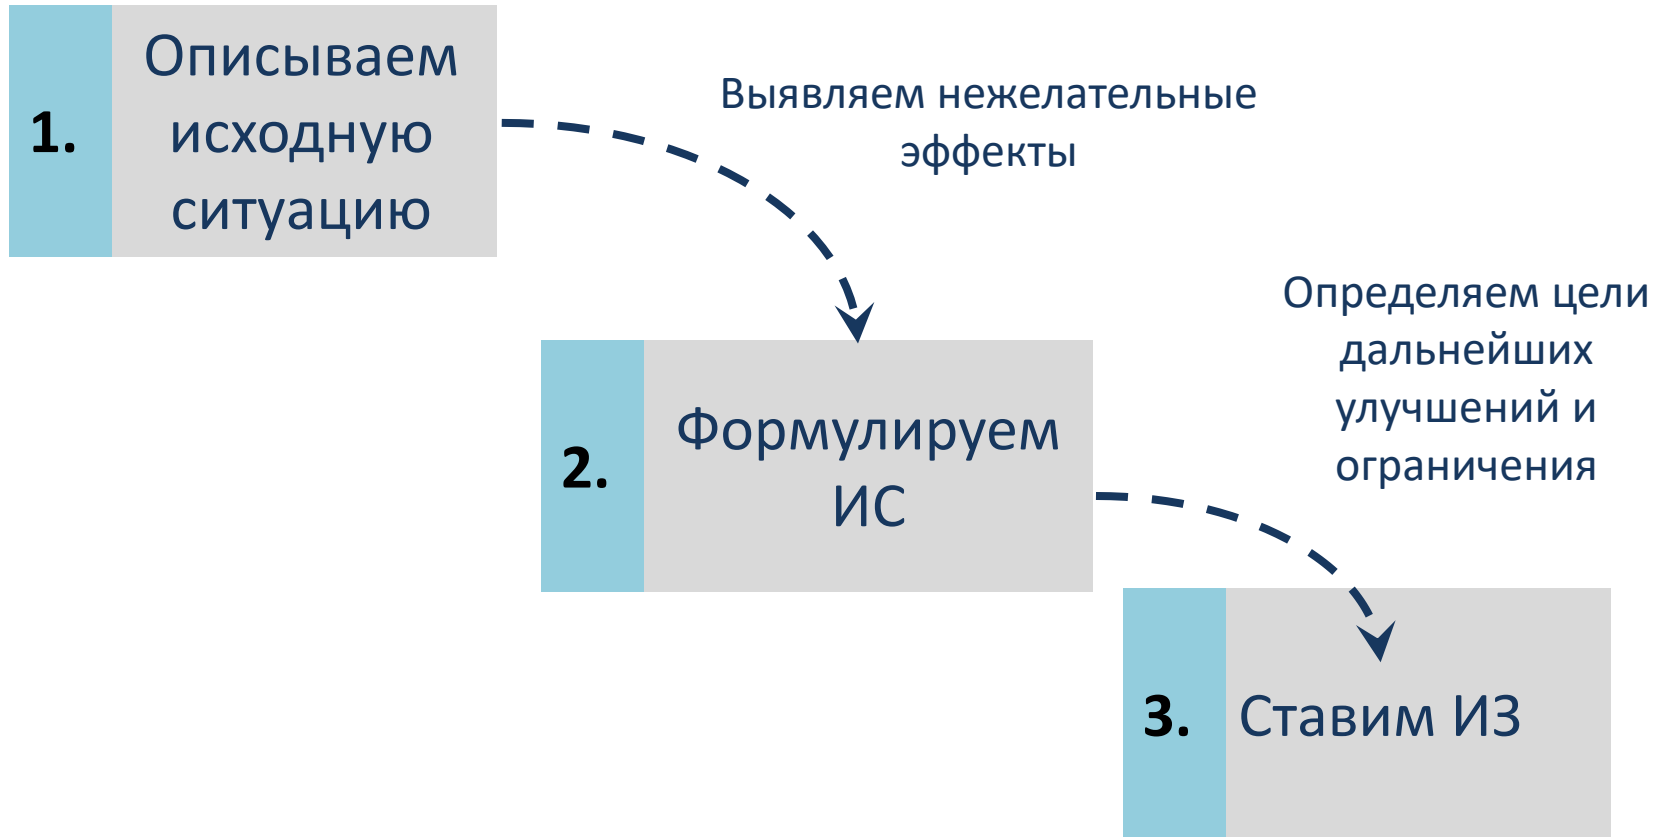 1.
Описываем
исходную
ситуацию
Выявляем нежелательные
эффекты
2.
Формулируем
ИС
Определяем цели
дальнейших
улучшений и
ограничения
3.
Ставим ИЗ